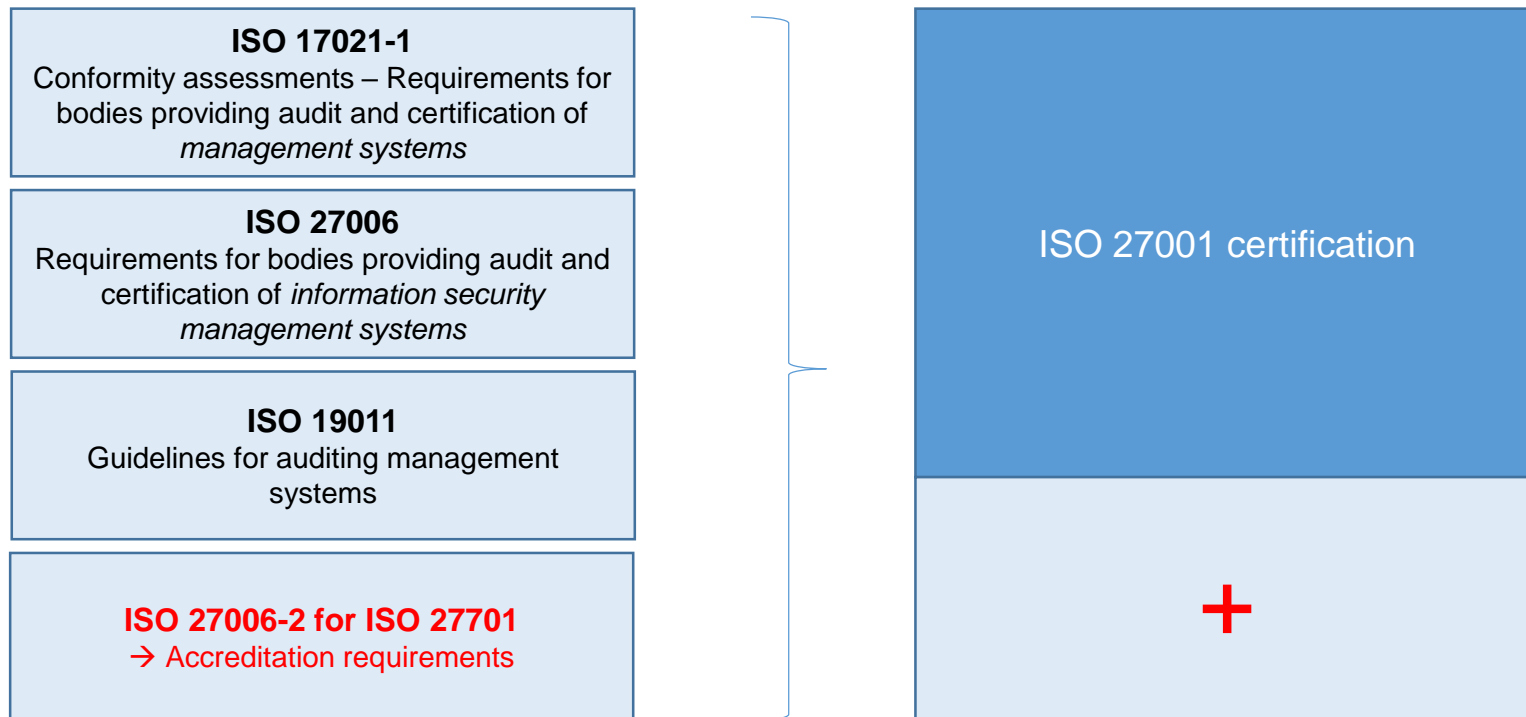 ISO 17021-1
Conformity assessments – Requirements for
bodies providing audit and certification of
management systems
ISO 27006
Requirements for bodies providing audit and
certification of information security
management systems
ISO 19011
Guidelines for auditing management
systems
ISO 27006-2 for ISO 27701
→ Accreditation requirements
ISO 27001 certification
+